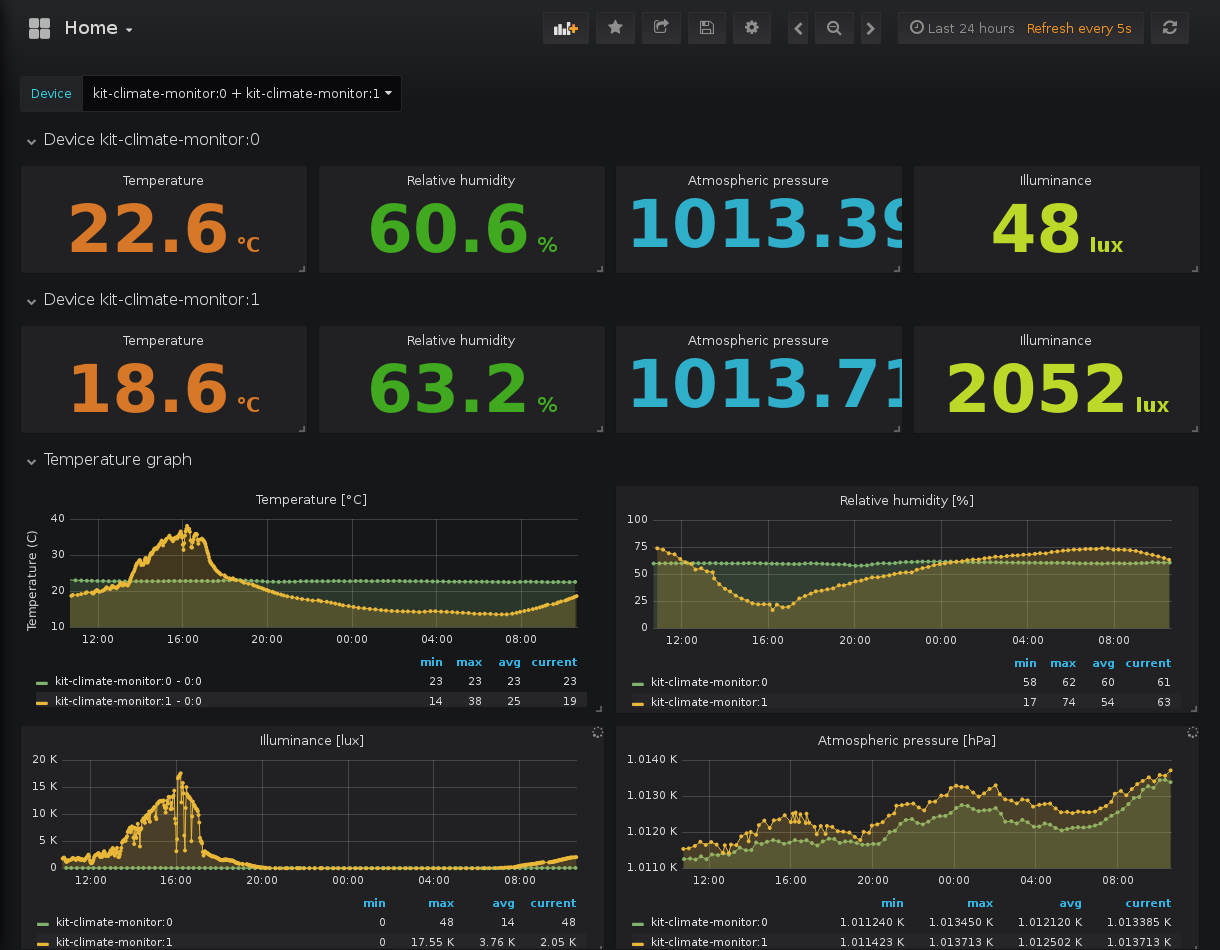 Home
Last 24 hours Refresh every 5s
Device kit-climate-monitor:0 + kit-climate-monitor:1
Device kit-climate-monitor:0
Temperature Relative humidity Atmospheric pressure Illuminance
22.6 °C 60.6 % 1013.39 48 lux
Device kit-climate-monitor:1
Temperature Relative humidity Atmospheric pressure Illuminance
18.6 °C 63.2 % 1013.71 2052 lux
Temperature graph
Temperature [°C]
Temperature (C)
40
30
20
10
12:00 16:00 20:00 00:00 04:00 08:00
min max avg current
kit-climate-monitor:0 - 0:0 23 23 23 23
kit-climate-monitor:1 - 0:0 14 38 25 19
Relative humidity [%]
100
75
50
25
0
12:00 16:00 20:00 00:00 04:00 08:00
min max avg current
kit-climate-monitor:0 58 62 60 61
kit-climate-monitor:1 17 74 54 63
Illuminance [lux]
20 K
15 K
10 K
5 K
0
12:00 16:00 20:00 00:00 04:00 08:00
min max avg current
kit-climate-monitor:0 0 48 14 48
kit-climate-monitor:1 0 17.55 K 3.76 K 2.05 K
Atmospheric pressure [hPa]
1.0140 K
1.0130 K
1.0120 K
1.0110 K
12:00 16:00 20:00 00:00 04:00 08:00
min max avg current
kit-climate-monitor:0 1.011240 K 1.013450 K 1.012120 K 1.013385 K
kit-climate-monitor:1 1.011423 K 1.013713 K 1.012502 K 1.013713 K